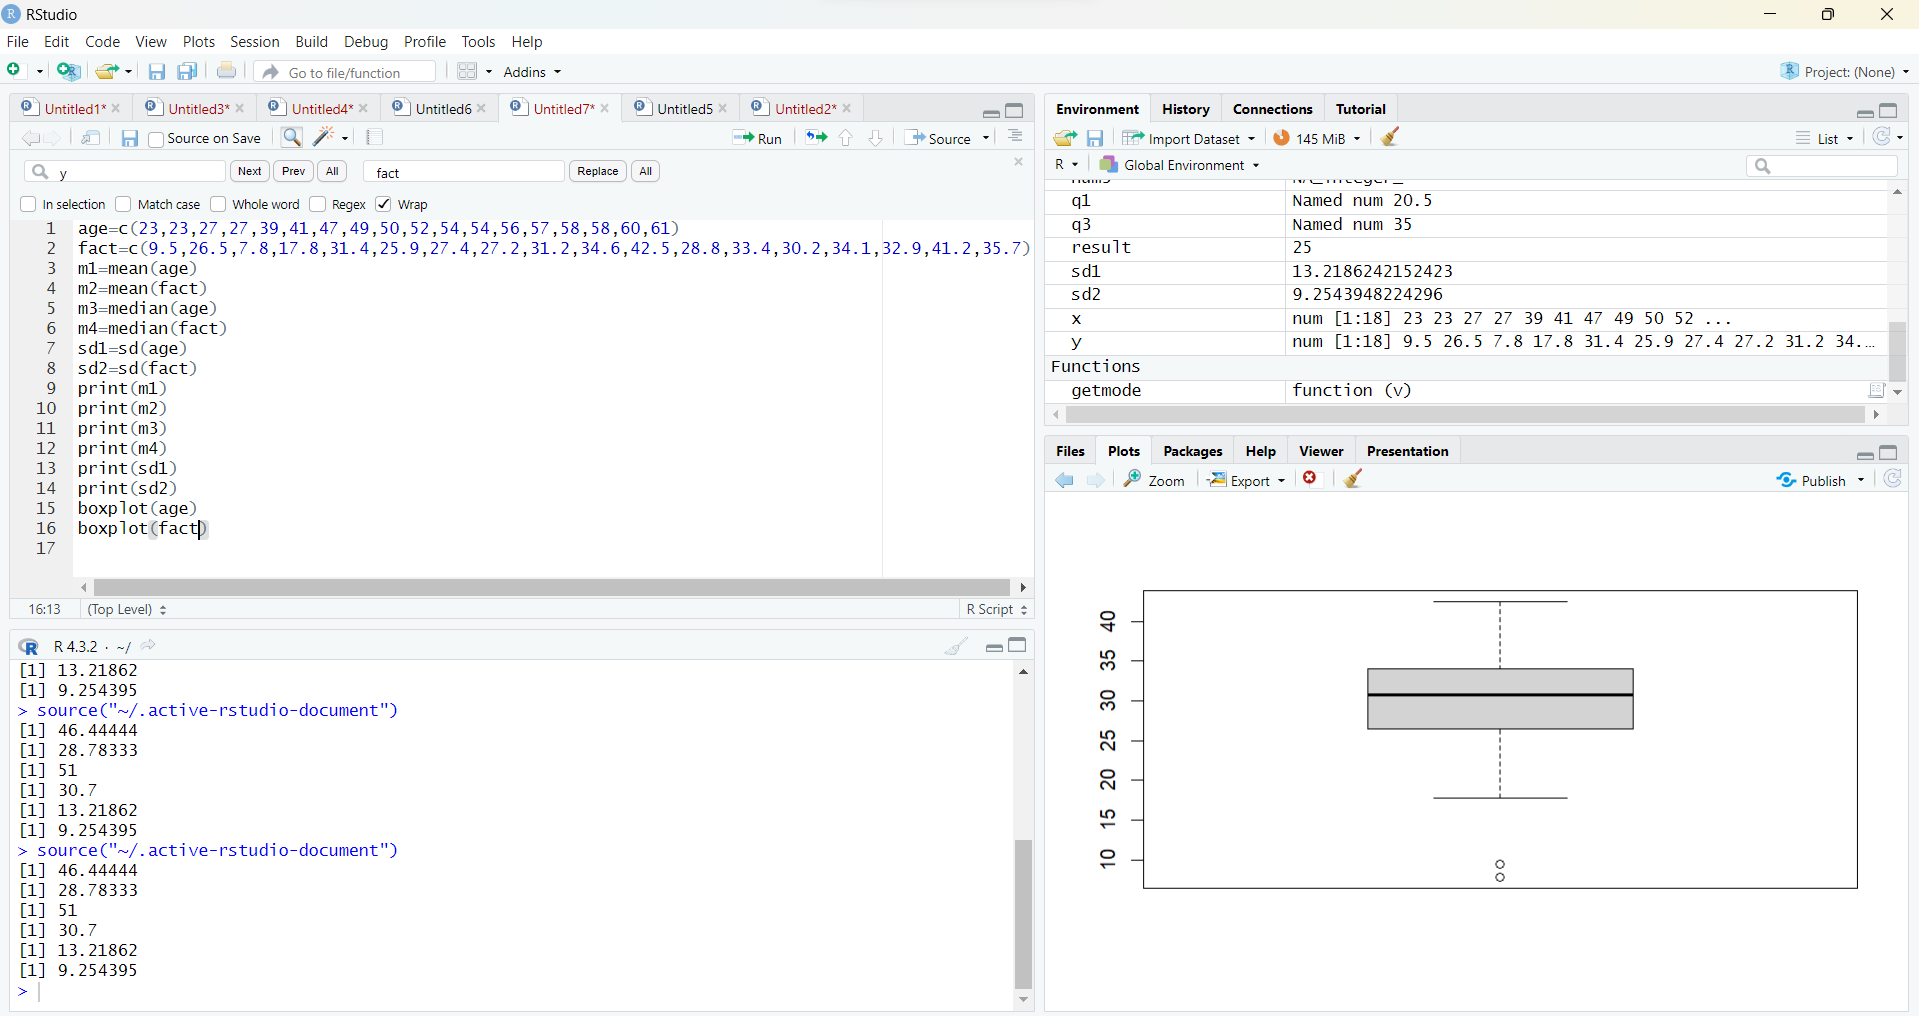 RStudio
File Edit Code View Plots Session Build Debug Profile Tools Help
Go to file/function Addins Project: (None)
Untitled1* Untitled3* Untitled4* Untitled6 Untitled7* Untitled5 Untitled2*
Source on Save Run Source
y Next Prev All fact Replace All
In selection Match case Whole word Regex Wrap
1 age=c(23,23,27,27,39,41,47,49,50,52,54,54,56,57,58,58,60,61)
2 fact=c(9.5,26.5,7.8,17.8,31.4,25.9,27.4,27.2,31.2,34.6,42.5,28.8,33.4,30.2,34.1,32.9,41.2,35.7)
3 m1=mean(age)
4 m2=mean(fact)
5 m3=median(age)
6 m4=median(fact)
7 sd1=sd(age)
8 sd2=sd(fact)
9 print(m1)
10 print(m2)
11 print(m3)
12 print(m4)
13 print(sd1)
14 print(sd2)
15 boxplot(age)
16 boxplot(fact)
17
16:13 (Top Level) R Script
R 4.3.2 · ~/
[1] 13.21862
[1] 9.254395
> source("~/.active-rstudio-document")
[1] 46.44444
[1] 28.78333
[1] 51
[1] 30.7
[1] 13.21862
[1] 9.254395
> source("~/.active-rstudio-document")
[1] 46.44444
[1] 28.78333
[1] 51
[1] 30.7
[1] 13.21862
[1] 9.254395
>
Environment History Connections Tutorial
Import Dataset 145 MiB List
R Global Environment
q1 Named num 20.5
q3 Named num 35
result 25
sd1 13.2186242152423
sd2 9.2543948224296
x num [1:18] 23 23 27 27 39 41 47 49 50 52 ...
y num [1:18] 9.5 26.5 7.8 17.8 31.4 25.9 27.4 27.2 31.2 34.…
Functions
getmode function (v)
Files Plots Packages Help Viewer Presentation
Zoom Export Publish
40
35
30
25
20
15
10